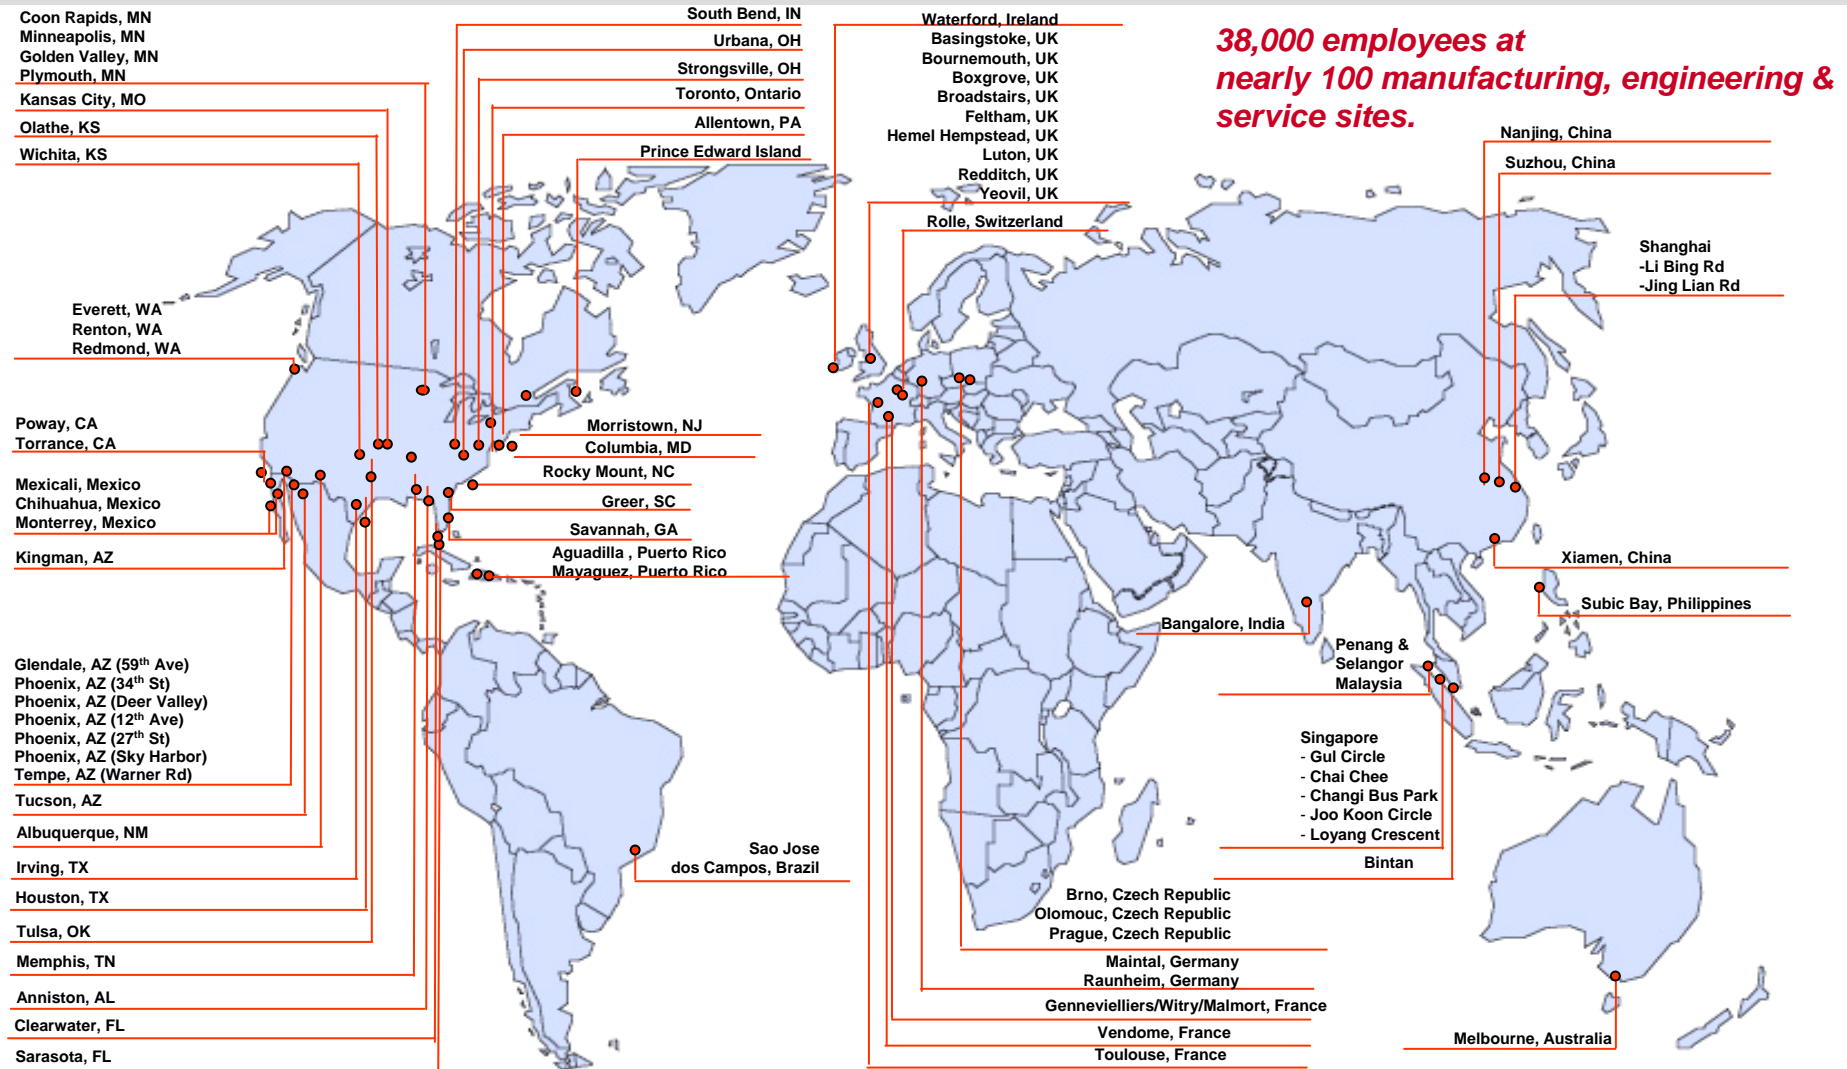 Coon Rapids, MN
Minneapolis, MN
Golden Valley, MN
Plymouth, MN
Kansas City, MO
Olathe, KS
Wichita, KS
South Bend, IN
Urbana, OH
Strongsville, OH
Toronto, Ontario
Allentown, PA
Prince Edward Island
Waterford, Ireland
Basingstoke, UK
Bournemouth, UK
Boxgrove, UK
Broadstairs, UK
Feltham, UK
Hemel Hempstead, UK
Luton, UK
Redditch, UK
Yeovil, UK
Rolle, Switzerland
38,000 employees at
nearly 100 manufacturing, engineering &
service sites.
Nanjing, China
Suzhou, China
Shanghai
-Li Bing Rd
-Jing Lian Rd
Everett, WA
Renton, WA
Redmond, WA
Poway, CA
Torrance, CA
Mexicali, Mexico
Chihuahua, Mexico
Monterrey, Mexico
Kingman, AZ
Morristown, NJ
Columbia, MD
Rocky Mount, NC
Greer, SC
Savannah, GA
Aguadilla , Puerto Rico
Mayaguez, Puerto Rico
Xiamen, China
Subic Bay, Philippines
Bangalore, India
Penang &
Selangor
Malaysia
Glendale, AZ (59th Ave)
Phoenix, AZ (34th St)
Phoenix, AZ (Deer Valley)
Phoenix, AZ (12th Ave)
Phoenix, AZ (27th St)
Phoenix, AZ (Sky Harbor)
Tempe, AZ (Warner Rd)
Tucson, AZ
Albuquerque, NM
Irving, TX
Houston, TX
Tulsa, OK
Memphis, TN
Anniston, AL
Clearwater, FL
Sarasota, FL
Sao Jose
dos Campos, Brazil
Singapore
- Gul Circle
- Chai Chee
- Changi Bus Park
- Joo Koon Circle
- Loyang Crescent
Bintan
Brno, Czech Republic
Olomouc, Czech Republic
Prague, Czech Republic
Maintal, Germany
Raunheim, Germany
Gennevielliers/Witry/Malmort, France
Vendome, France
Toulouse, France
Melbourne, Australia